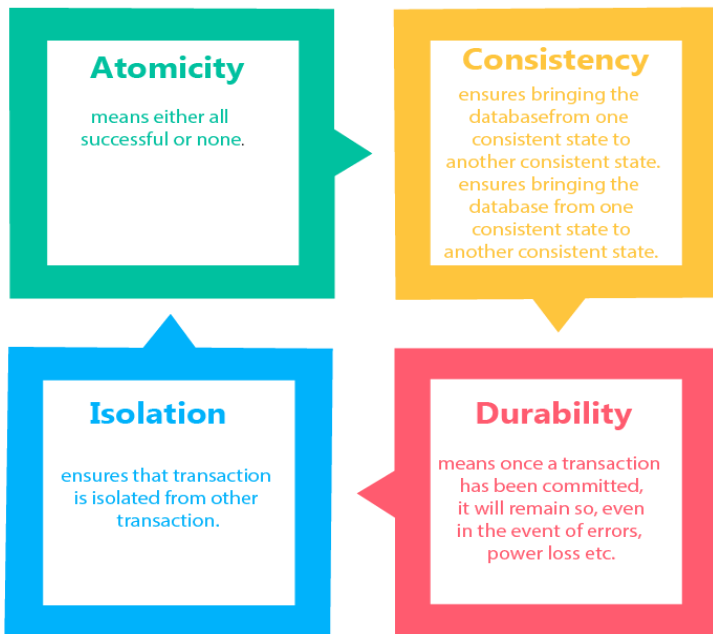 Atomicity
means either all
successful or none.
Consistency
ensures bringing the
databasefrom one
consistent state to
another consistent state.
ensures bringing the
database from one
consistent state to
another consistent state.
Isolation
ensures that transaction
is isolated from other
transaction.
Durability
means once a transaction
has been committed,
it will remain so, even
in the event of errors,
power loss etc.